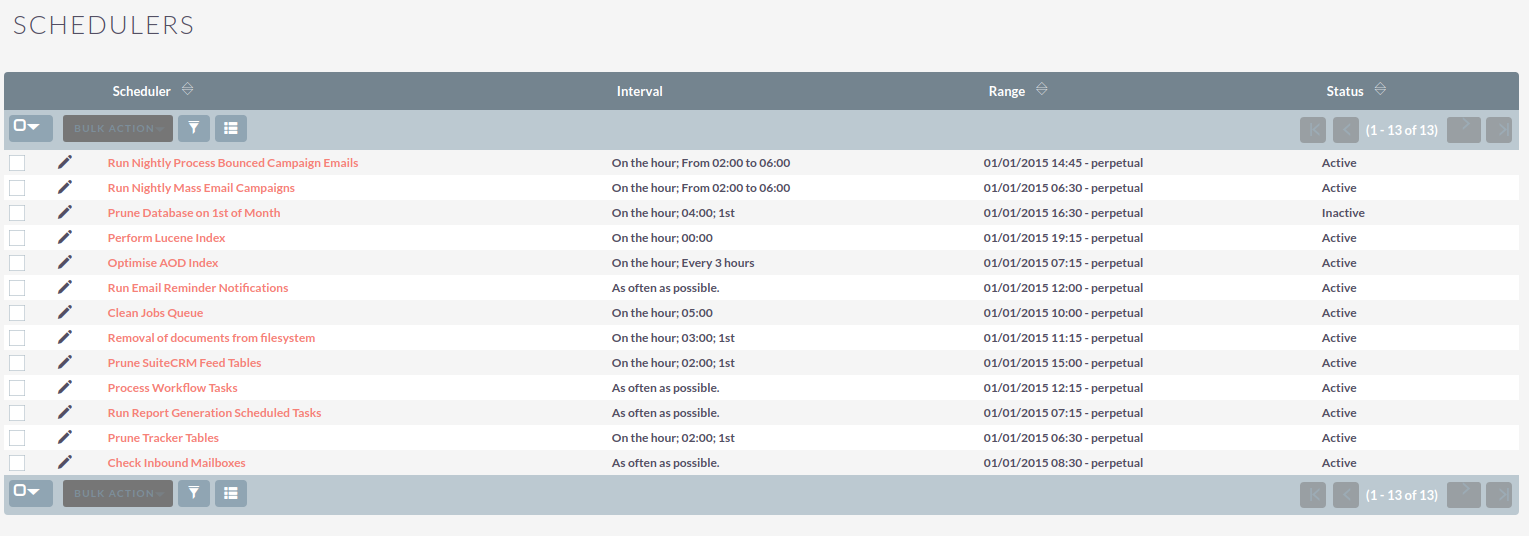 SCHEDULERS
Scheduler Interval Range Status
BULK ACTION (1 - 13 of 13)
Run Nightly Process Bounced Campaign Emails On the hour; From 02:00 to 06:00 01/01/2015 14:45 - perpetual Active
Run Nightly Mass Email Campaigns On the hour; From 02:00 to 06:00 01/01/2015 06:30 - perpetual Active
Prune Database on 1st of Month On the hour; 04:00; 1st 01/01/2015 16:30 - perpetual Inactive
Perform Lucene Index On the hour; 00:00 01/01/2015 19:15 - perpetual Active
Optimise AOD Index On the hour; Every 3 hours 01/01/2015 07:15 - perpetual Active
Run Email Reminder Notifications As often as possible. 01/01/2015 12:00 - perpetual Active
Clean Jobs Queue On the hour; 05:00 01/01/2015 10:00 - perpetual Active
Removal of documents from filesystem On the hour; 03:00; 1st 01/01/2015 11:15 - perpetual Active
Prune SuiteCRM Feed Tables On the hour; 02:00; 1st 01/01/2015 15:00 - perpetual Active
Process Workflow Tasks As often as possible. 01/01/2015 12:15 - perpetual Active
Run Report Generation Scheduled Tasks As often as possible. 01/01/2015 07:15 - perpetual Active
Prune Tracker Tables On the hour; 02:00; 1st 01/01/2015 06:30 - perpetual Active
Check Inbound Mailboxes As often as possible. 01/01/2015 08:30 - perpetual Active
BULK ACTION (1 - 13 of 13)